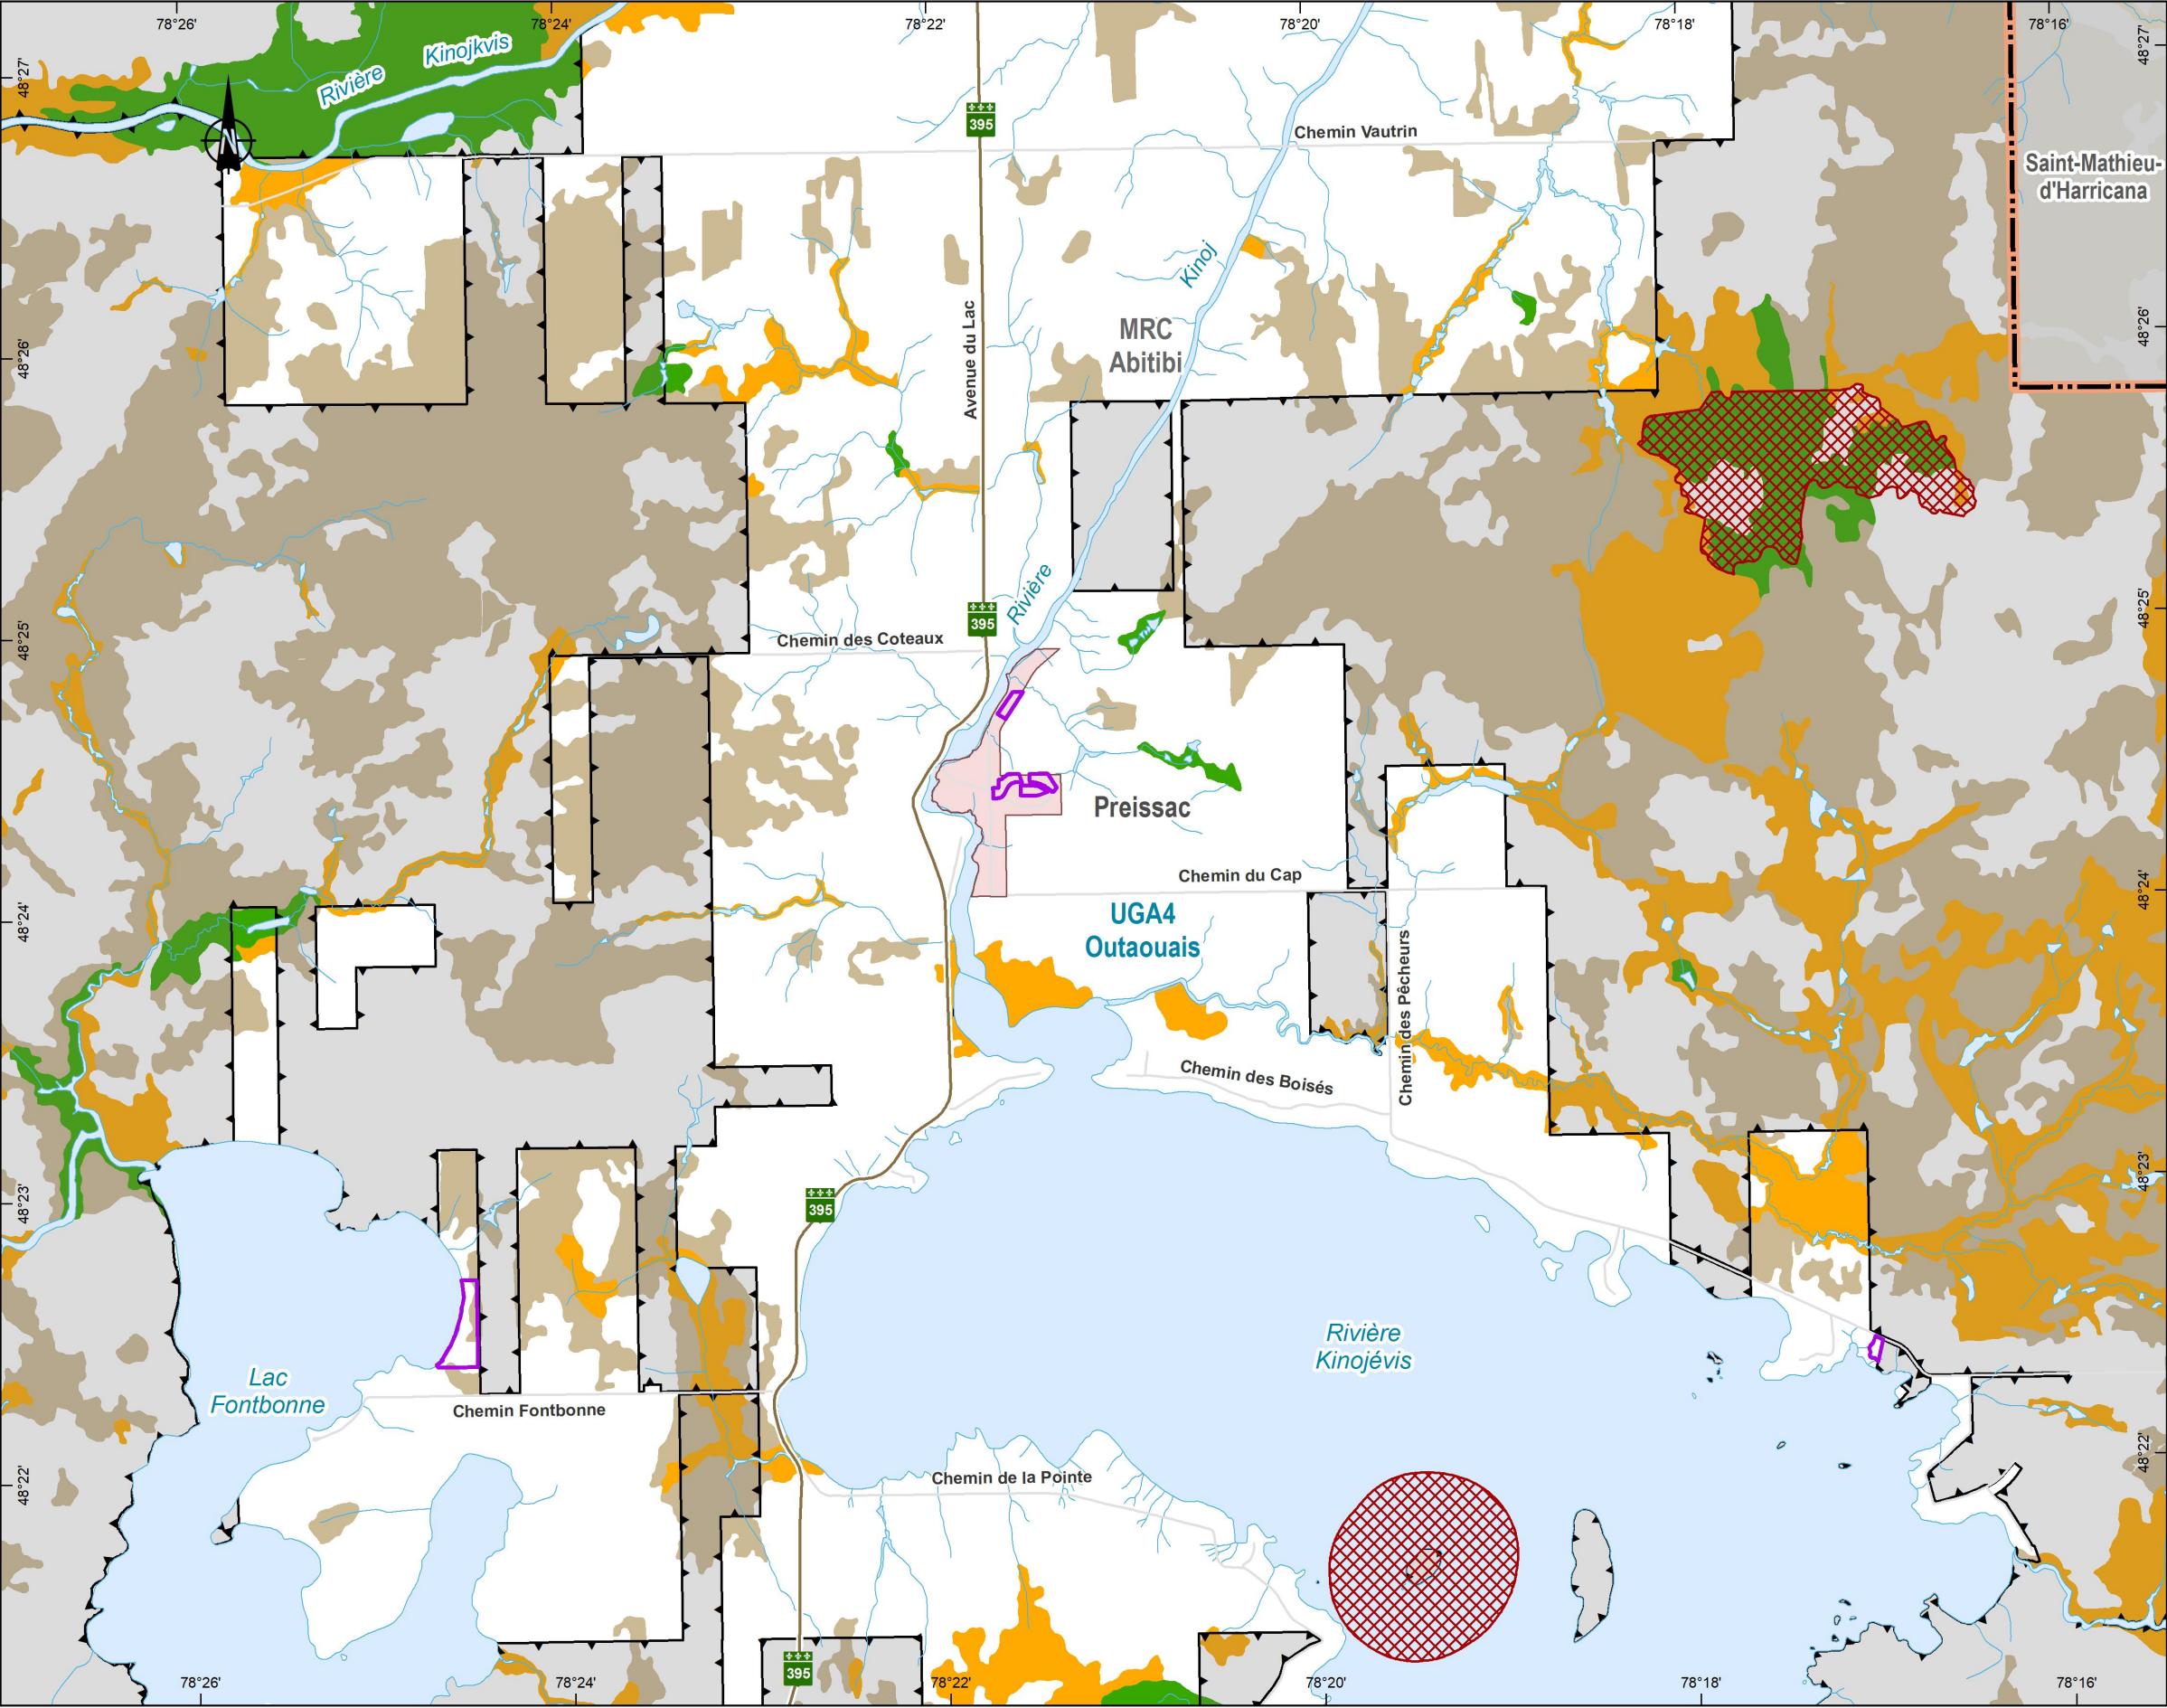 78°26'
78°24'
78°22'
78°20'
78°18'
78°16'
48°27'
48°27'
Rivière
Kinojkvis
395
Chemin Vautrin
Saint-Mathieu-
d'Harricana
Kinoj
MRC
Abitibi
Avenue du Lac
48°26'
48°26'
395
Rivière
Chemin des Coteaux
48°25'
48°25'
Preissac
Chemin du Cap
UGA4
Outaouais
48°24'
48°24'
Chemin des Pêcheurs
Chemin des Boisés
395
48°23'
48°23'
Rivière
Kinojévis
Lac
Fontbonne
Chemin Fontbonne
Chemin de la Pointe
48°22'
48°22'
395
78°26'
78°24'
78°22'
78°20'
78°18'
78°16'